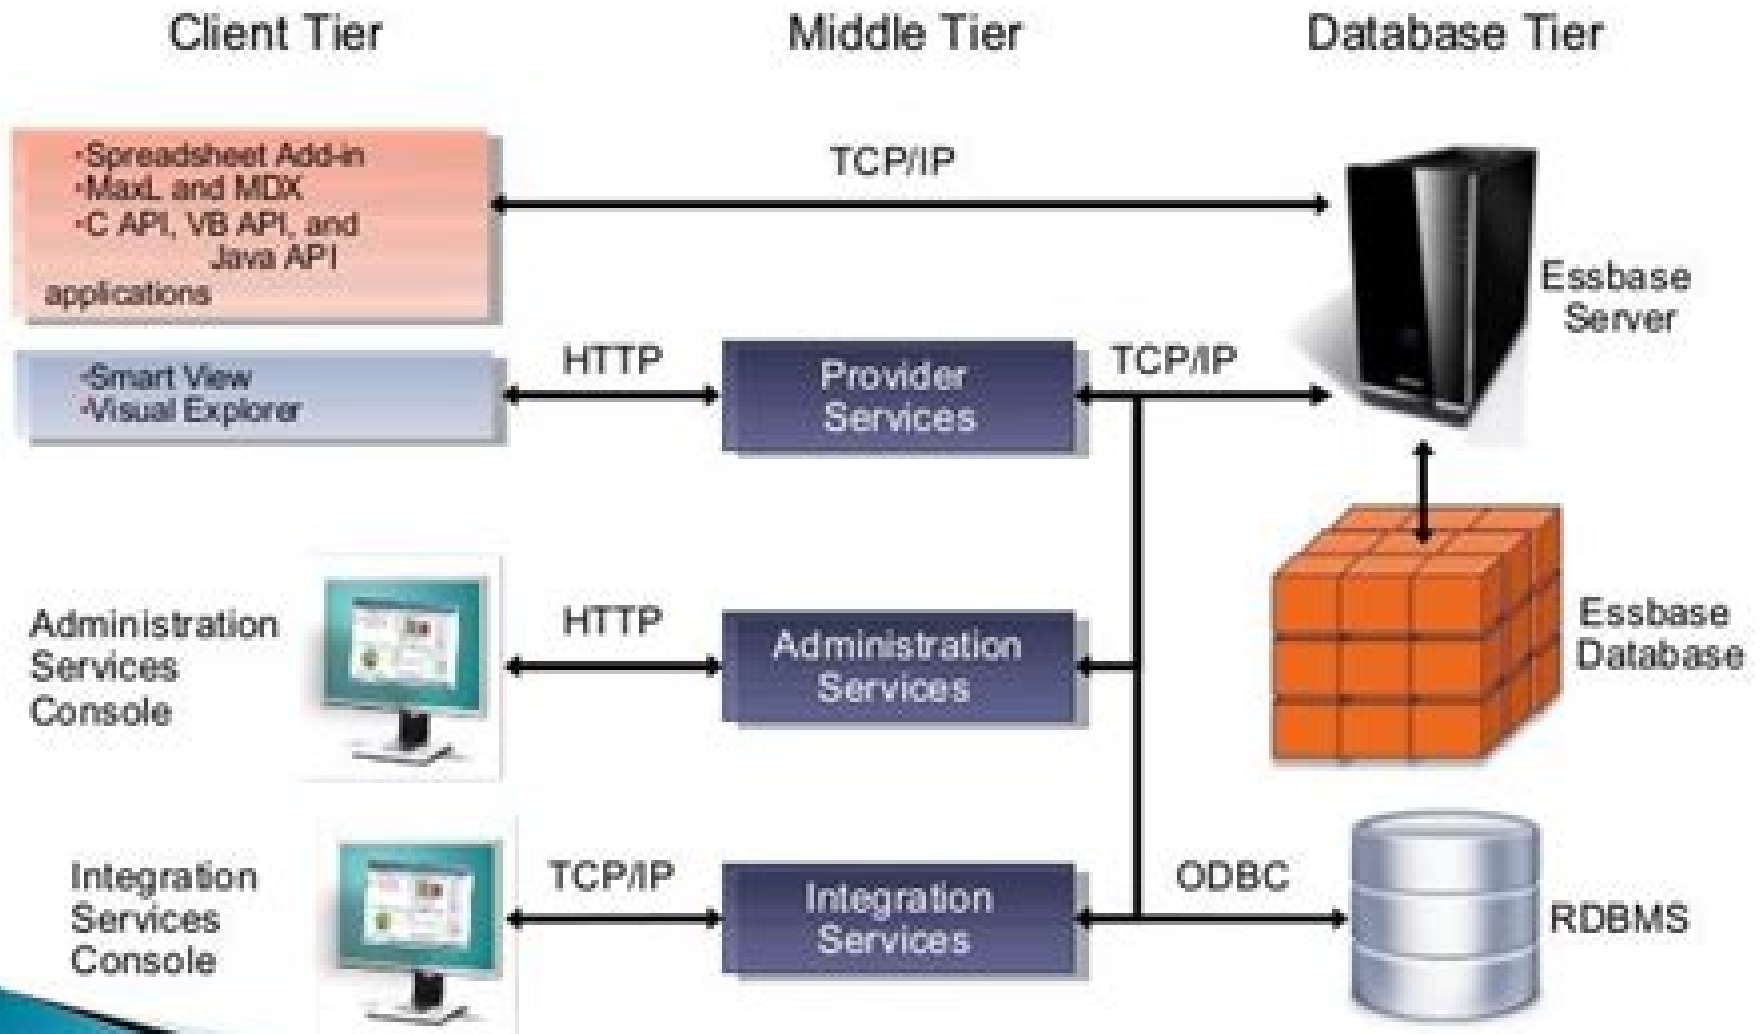 Client Tier
Middle Tier
Database Tier
•Spreadsheet Add-in
•MaxL and MDX
•C API, VB API, and
Java API
applications
TCP/IP
Essbase
Server
•Smart View
•Visual Explorer
HTTP
Provider
Services
TCP/IP
Administration
Services
Console
HTTP
Administration
Services
Essbase
Database
Integration
Services
Console
TCP/IP
Integration
Services
ODBC
RDBMS